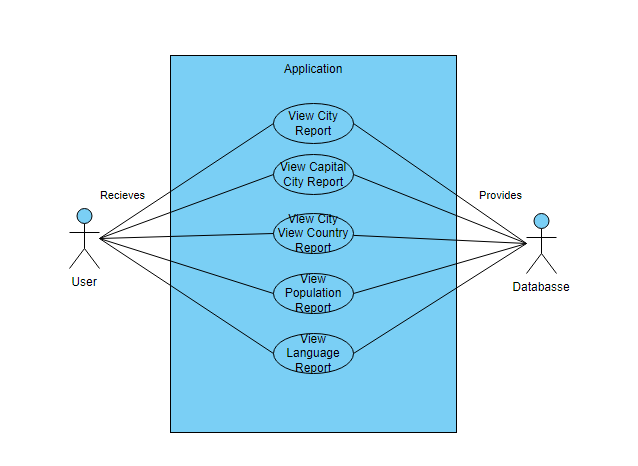 Application
View City
Report
View Capital
City Report
Recieves
Provides
View City
View Country
Report
User
Databasse
View
Population
Report
View
Language
Report